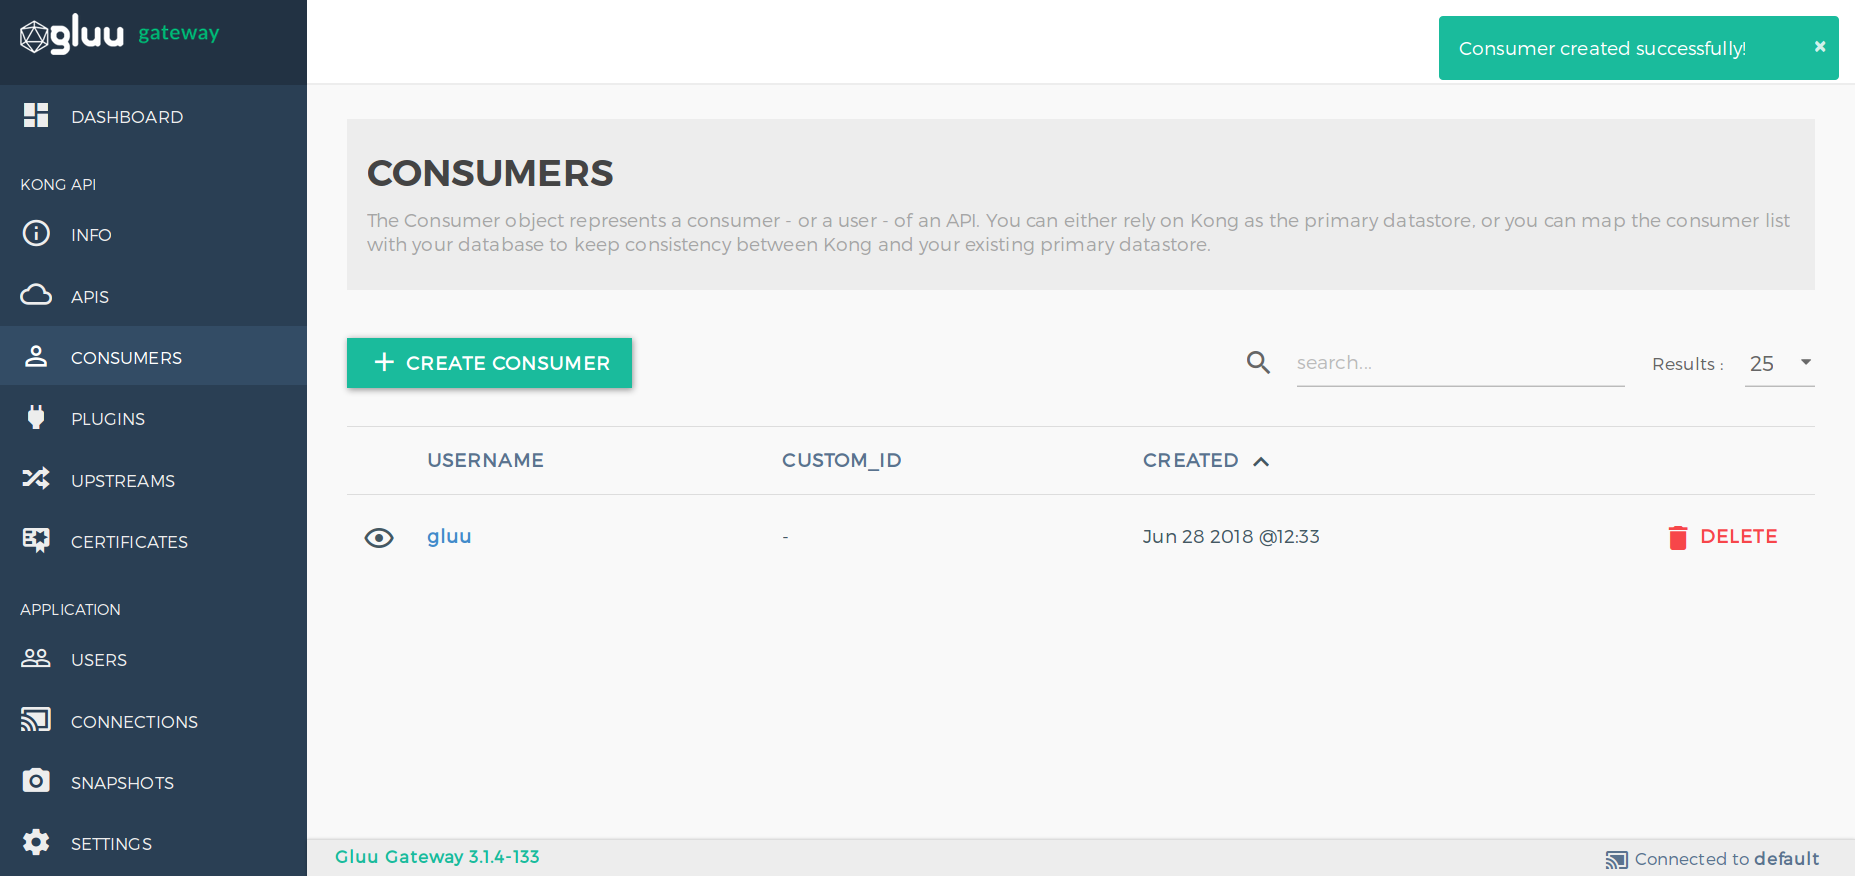 gluu gateway
Consumer created successfully! ×
DASHBOARD
KONG API
INFO
APIS
CONSUMERS
PLUGINS
UPSTREAMS
CERTIFICATES
APPLICATION
USERS
CONNECTIONS
SNAPSHOTS
SETTINGS
CONSUMERS
The Consumer object represents a consumer - or a user - of an API. You can either rely on Kong as the primary datastore, or you can map the consumer list
with your database to keep consistency between Kong and your existing primary datastore.
+ CREATE CONSUMER
search...
Results : 25
USERNAME CUSTOM_ID CREATED
gluu - Jun 28 2018 @12:33 DELETE
Gluu Gateway 3.1.4-133
Connected to default